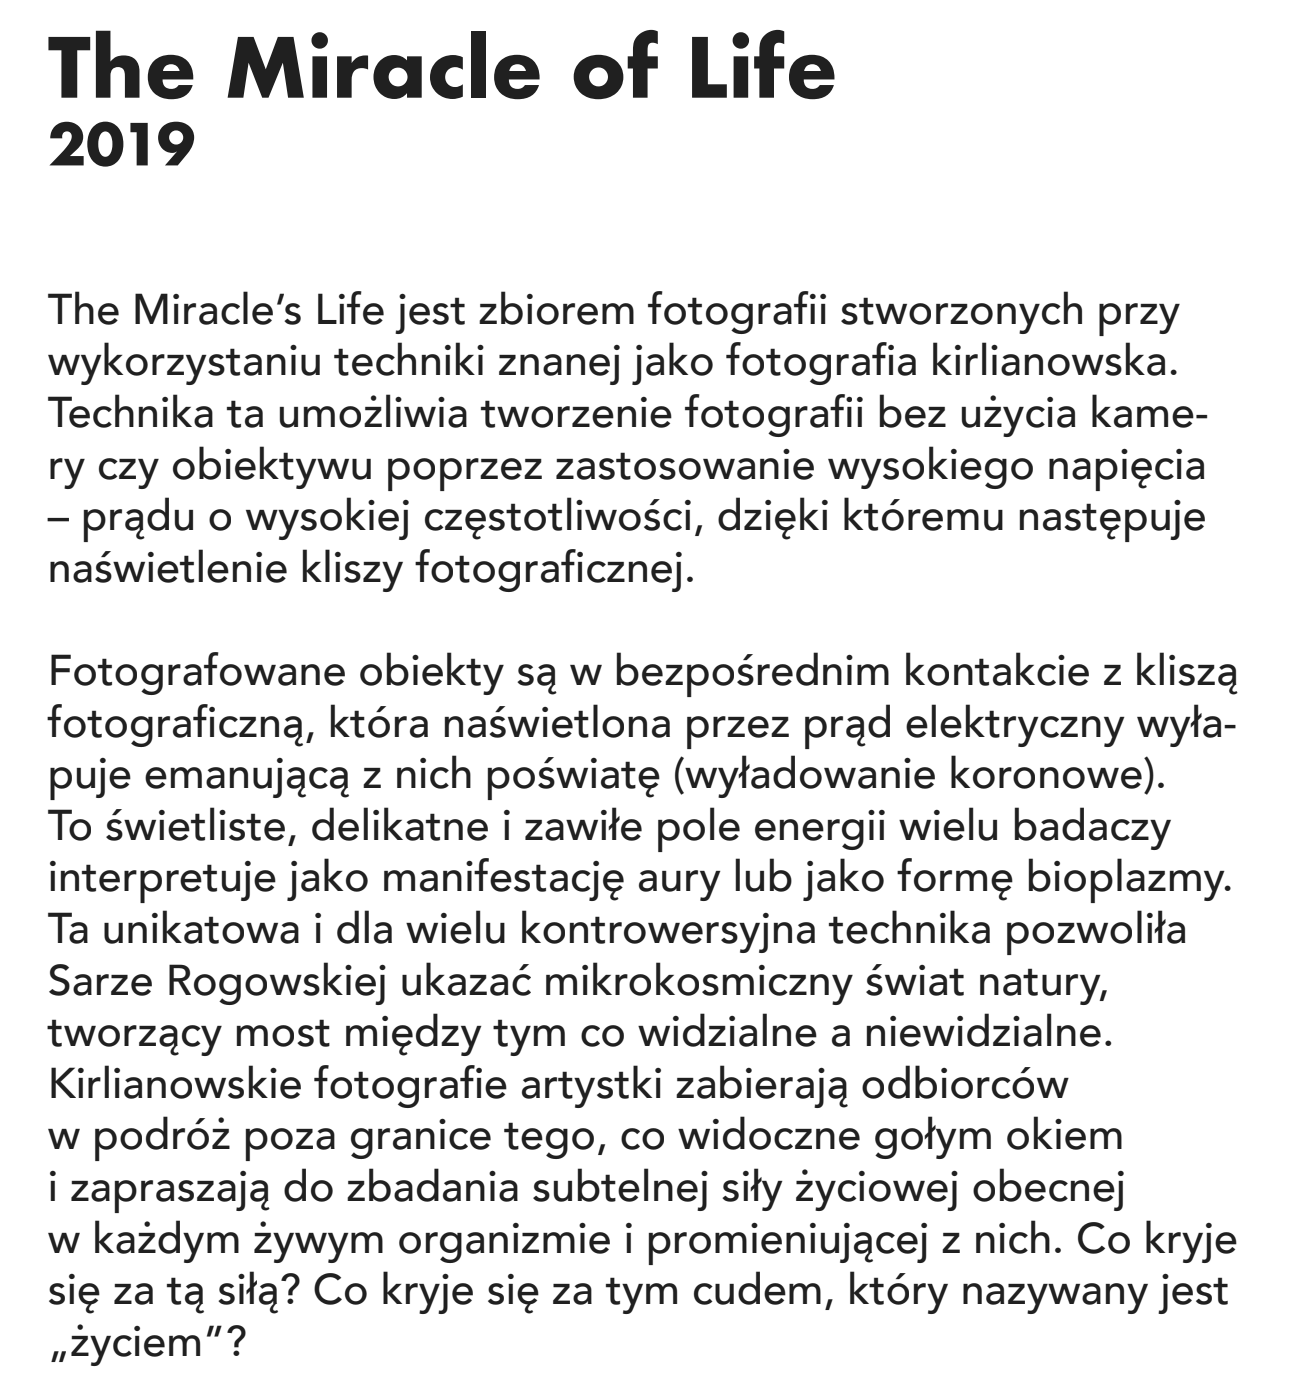 The Miracle of Life
2019
The Miracle’s Life jest zbiorem fotografii stworzonych przy
wykorzystaniu techniki znanej jako fotografia kirlianowska.
Technika ta umożliwia tworzenie fotografii bez użycia kame-
ry czy obiektywu poprzez zastosowanie wysokiego napięcia
– prądu o wysokiej częstotliwości, dzięki któremu następuje
naświetlenie kliszy fotograficznej.
Fotografowane obiekty są w bezpośrednim kontakcie z kliszą
fotograficzną, która naświetlona przez prąd elektryczny wyła-
puje emanującą z nich poświatę (wyładowanie koronowe).
To świetliste, delikatne i zawiłe pole energii wielu badaczy
interpretuje jako manifestację aury lub jako formę bioplazmy.
Ta unikatowa i dla wielu kontrowersyjna technika pozwoliła
Sarze Rogowskiej ukazać mikrokosmiczny świat natury,
tworzący most między tym co widzialne a niewidzialne.
Kirlianowskie fotografie artystki zabierają odbiorców
w podróż poza granice tego, co widoczne gołym okiem
i zapraszają do zbadania subtelnej siły życiowej obecnej
w każdym żywym organizmie i promieniującej z nich. Co kryje
się za tą siłą? Co kryje się za tym cudem, który nazywany jest
„życiem”?